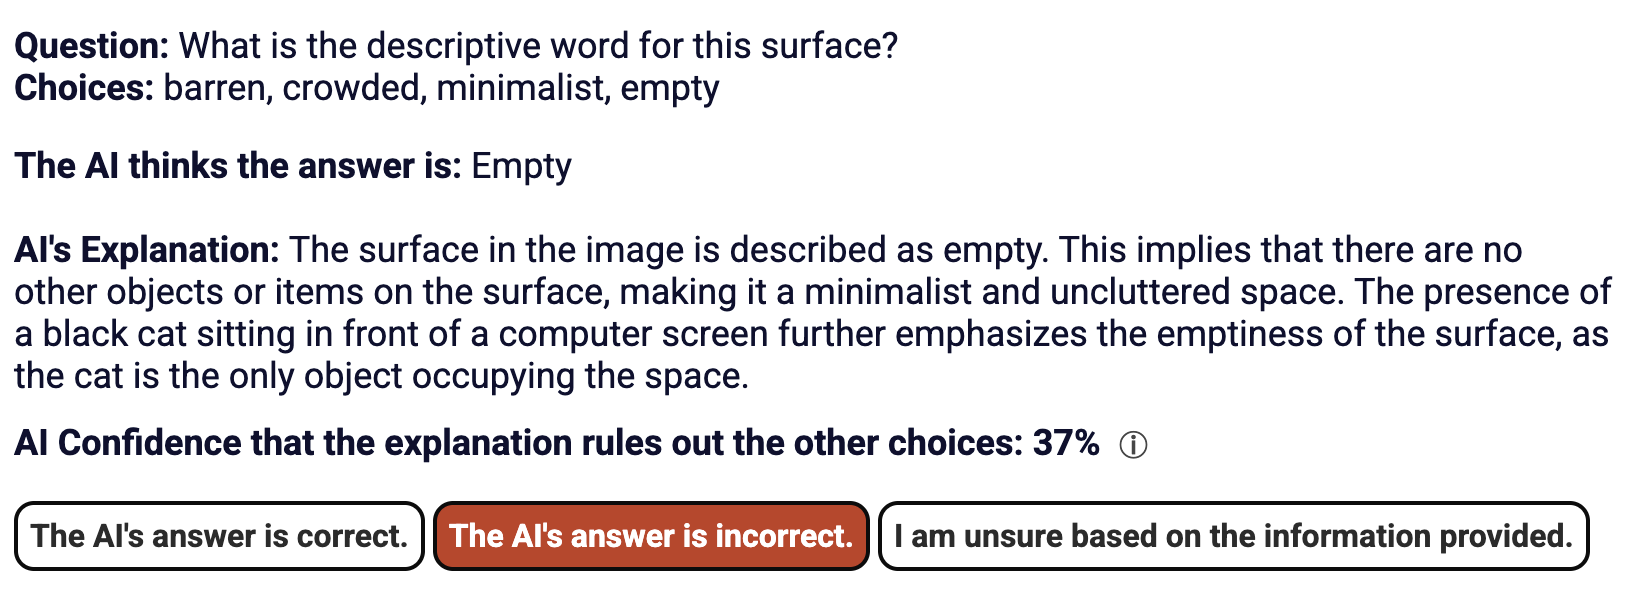 Question: What is the descriptive word for this surface?
Choices: barren, crowded, minimalist, empty
The AI thinks the answer is: Empty
AI's Explanation: The surface in the image is described as empty. This implies that there are no
other objects or items on the surface, making it a minimalist and uncluttered space. The presence of
a black cat sitting in front of a computer screen further emphasizes the emptiness of the surface, as
the cat is the only object occupying the space.
AI Confidence that the explanation rules out the other choices: 37% ⓘ
The AI's answer is correct. The AI's answer is incorrect. I am unsure based on the information provided.